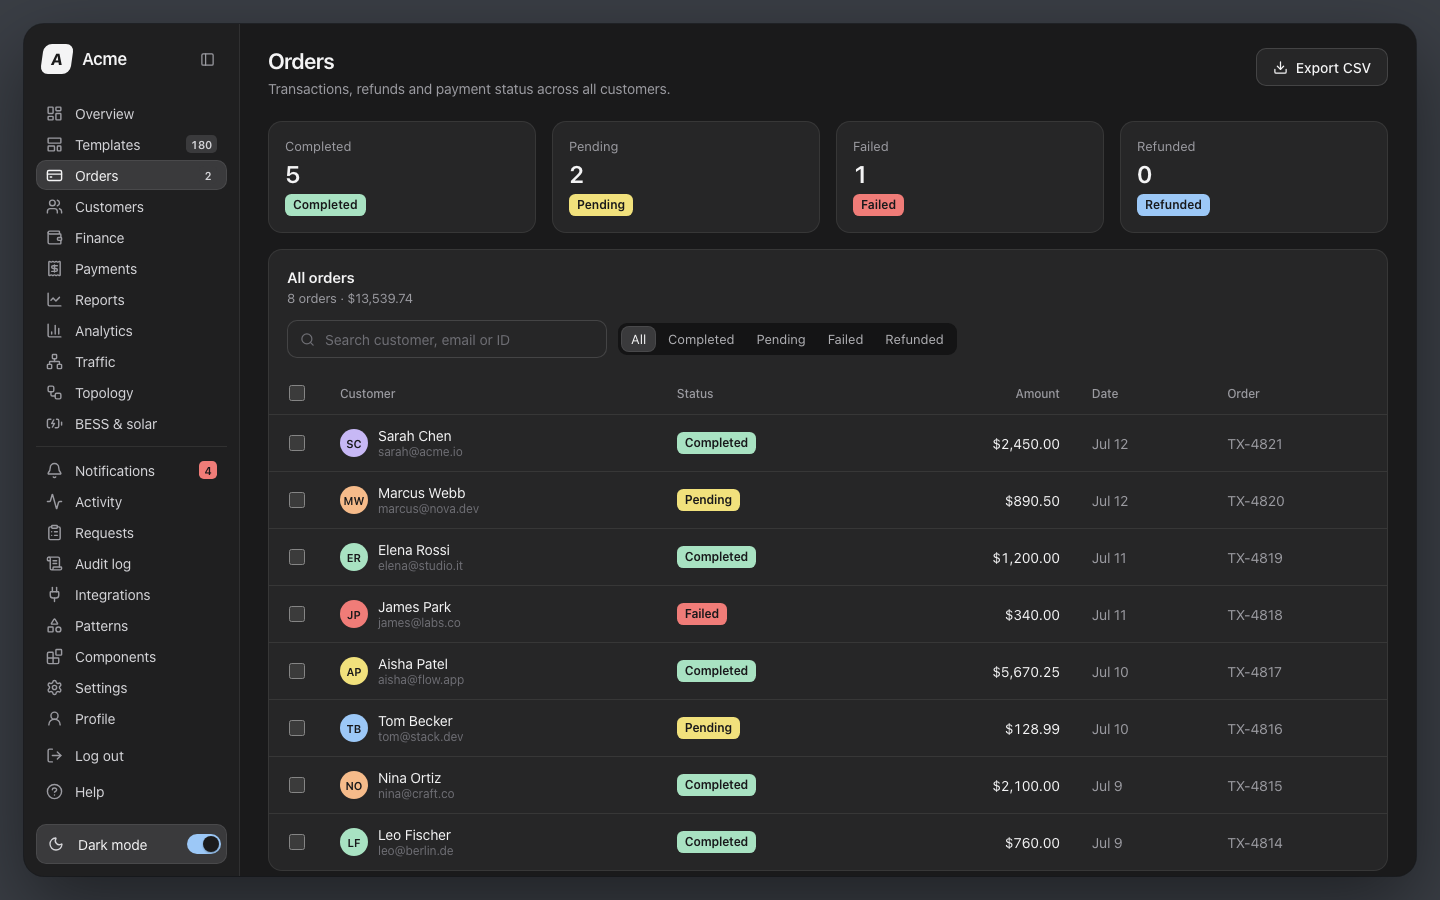 A Acme
Overview
Templates 180
Orders 2
Customers
Finance
Payments
Reports
Analytics
Traffic
Topology
BESS & solar
Notifications 4
Activity
Requests
Audit log
Integrations
Patterns
Components
Settings
Profile
Log out
Help
Dark mode
Orders
Transactions, refunds and payment status across all customers.
Export CSV
Completed
5
Completed
Pending
2
Pending
Failed
1
Failed
Refunded
0
Refunded
All orders
8 orders · $13,539.74
Search customer, email or ID
All Completed Pending Failed Refunded
Customer Status Amount Date Order
SC Sarah Chen Completed $2,450.00 Jul 12 TX-4821
sarah@acme.io
MW Marcus Webb Pending $890.50 Jul 12 TX-4820
marcus@nova.dev
ER Elena Rossi Completed $1,200.00 Jul 11 TX-4819
elena@studio.it
JP James Park Failed $340.00 Jul 11 TX-4818
james@labs.co
AP Aisha Patel Completed $5,670.25 Jul 10 TX-4817
aisha@flow.app
TB Tom Becker Pending $128.99 Jul 10 TX-4816
tom@stack.dev
NO Nina Ortiz Completed $2,100.00 Jul 9 TX-4815
nina@craft.co
LF Leo Fischer Completed $760.00 Jul 9 TX-4814
leo@berlin.de